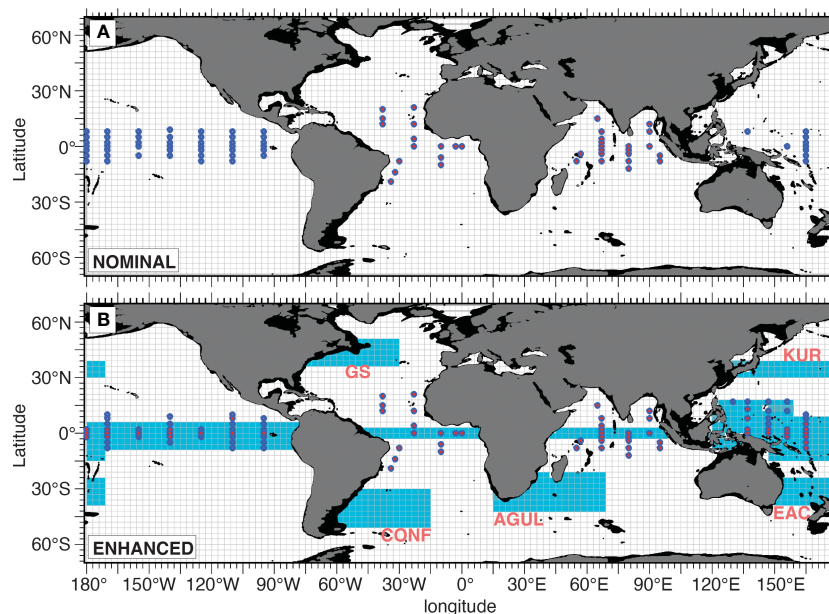 A
60°N
30°N
0°
30°S
60°S
Latitude
NOMINAL
B
60°N
30°N
0°
30°S
60°S
Latitude
GS
KUR
CONF
AGUL
EAC
ENHANCED
180° 150°W 120°W 90°W 60°W 30°W 0° 30°E 60°E 90°E 120°E 150°E
longitude